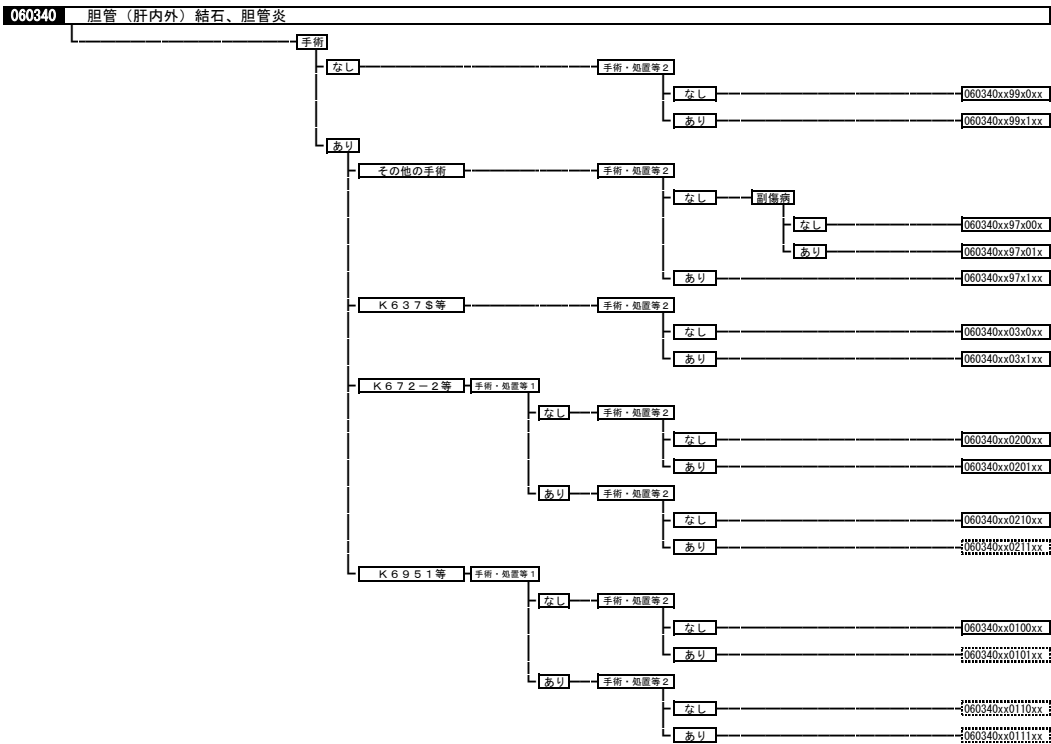 060340 胆管（肝内外）結石、胆管炎
手術
なし 手術・処置等２
なし 060340xx99x0xx
あり 060340xx99x1xx
あり
その他の手術 手術・処置等２
なし 副傷病
なし 060340xx97x00x
あり 060340xx97x01x
あり 060340xx97x1xx
Ｋ６３７＄等 手術・処置等２
なし 060340xx03x0xx
あり 060340xx03x1xx
Ｋ６７２－２等 手術・処置等１
なし 手術・処置等２
なし 060340xx0200xx
あり 060340xx0201xx
あり 手術・処置等２
なし 060340xx0210xx
あり 060340xx0211xx
Ｋ６９５１等 手術・処置等１
なし 手術・処置等２
なし 060340xx0100xx
あり 060340xx0101xx
あり 手術・処置等２
なし 060340xx0110xx
あり 060340xx0111xx